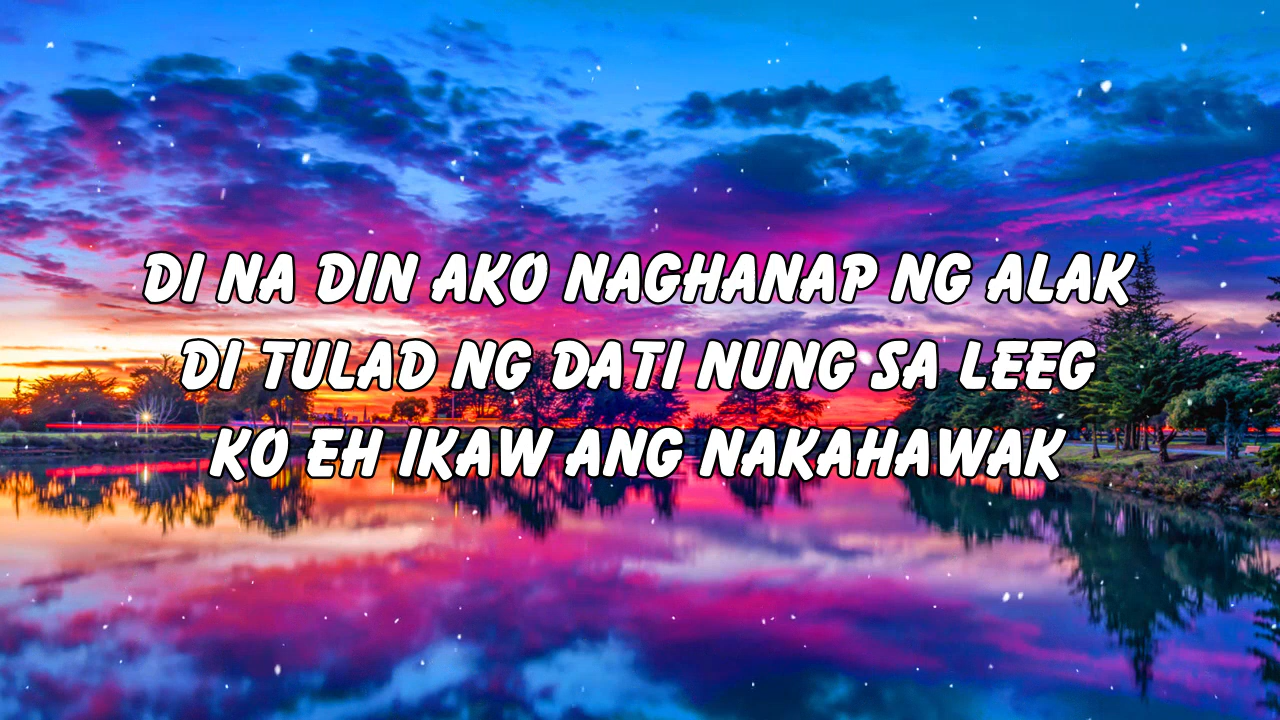 DI NA DIN AKO NAGHANAP NG ALAK
DI TULAD NG DATI NUNG SA LEEG
KO EH IKAW ANG NAKAHAWAK